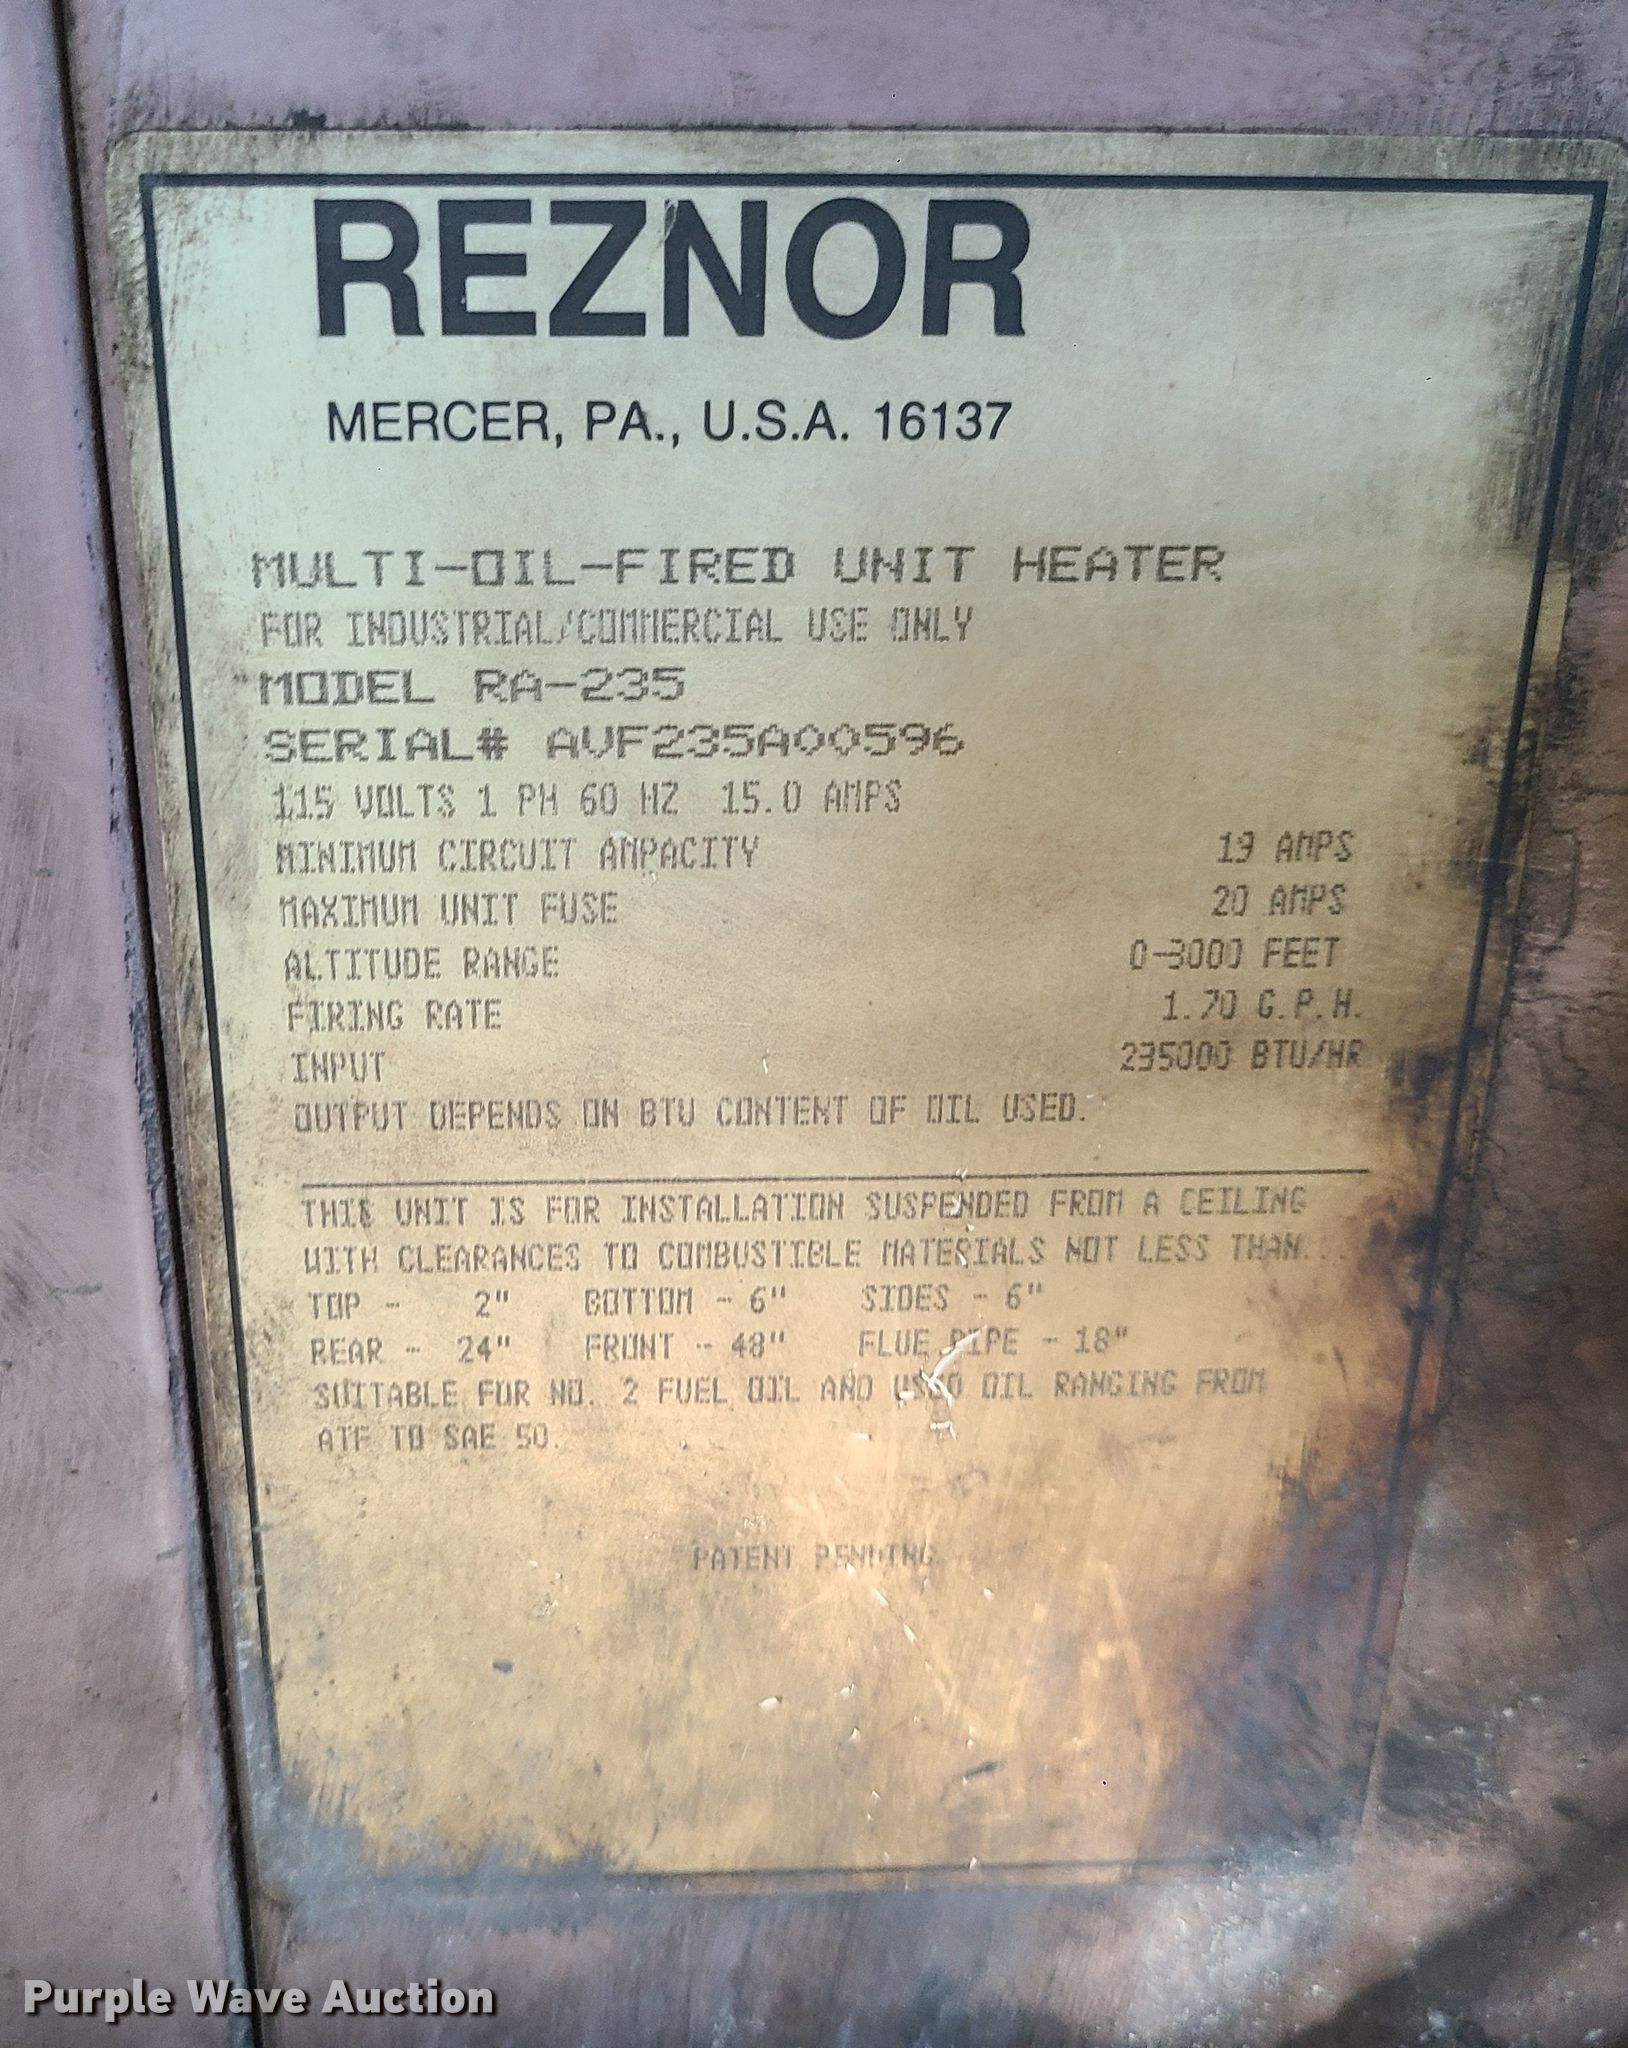 REZNOR
MERCER, PA., U.S.A. 16137
MULTI-OIL-FIRED UNIT HEATER
FOR INDUSTRIAL/COMMERCIAL USE ONLY
MODEL RA-235
SERIAL# AVF235A00596
115 VOLTS 1 PH 60 HZ 15.0 AMPS
MINIMUM CIRCUIT AMPACITY 19 AMPS
MAXIMUM UNIT FUSE 20 AMPS
ALTITUDE RANGE 0-3000 FEET
FIRING RATE 1.70 G.P.H.
INPUT 235000 BTU/HR
OUTPUT DEPENDS ON BTU CONTENT OF OIL USED.
THIS UNIT IS FOR INSTALLATION SUSPENDED FROM A CEILING
WITH CLEARANCES TO COMBUSTIBLE MATERIALS NOT LESS THAN...
TOP - 2" BOTTOM - 6" SIDES - 6"
REAR - 24" FRONT - 48" FLUE PIPE - 18"
SUITABLE FOR NO. 2 FUEL OIL AND USED OIL RANGING FROM
ATF TO SAE 50.
PATENT PENDING
Purple Wave Auction